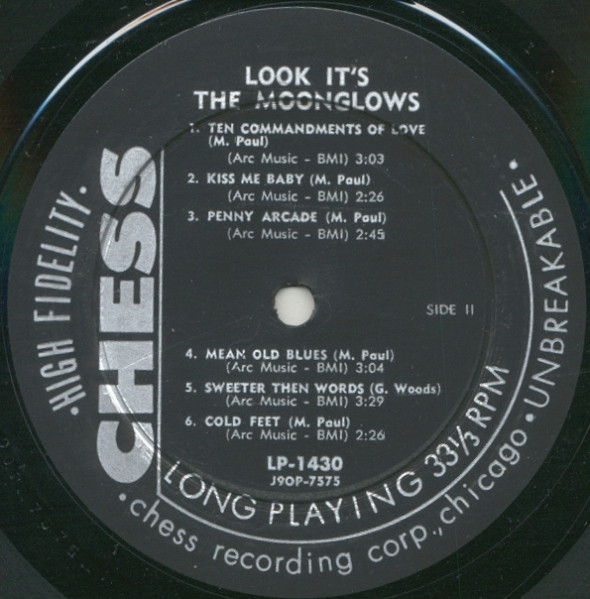 LOOK IT'S
THE MOONGLOWS
1. TEN COMMANDMENTS OF LOVE
(M. Paul)
(Arc Music - BMI) 3:03
2. KISS ME BABY (M. Paul)
(Arc Music - BMI) 2:26
3. PENNY ARCADE (M. Paul)
(Arc Music - BMI) 2:45
SIDE II
4. MEAN OLD BLUES (M. Paul)
(Arc Music - BMI) 3:04
5. SWEETER THEN WORDS (G. Woods)
(Arc Music - BMI) 3:29
6. COLD FEET (M. Paul)
(Arc Music - BMI) 2:26
LP-1430
J9OP-7575
CHESS
LONG PLAYING 33⅓ RPM
•HIGH FIDELITY•
•chess recording corp., chicago•UNBREAKABLE•